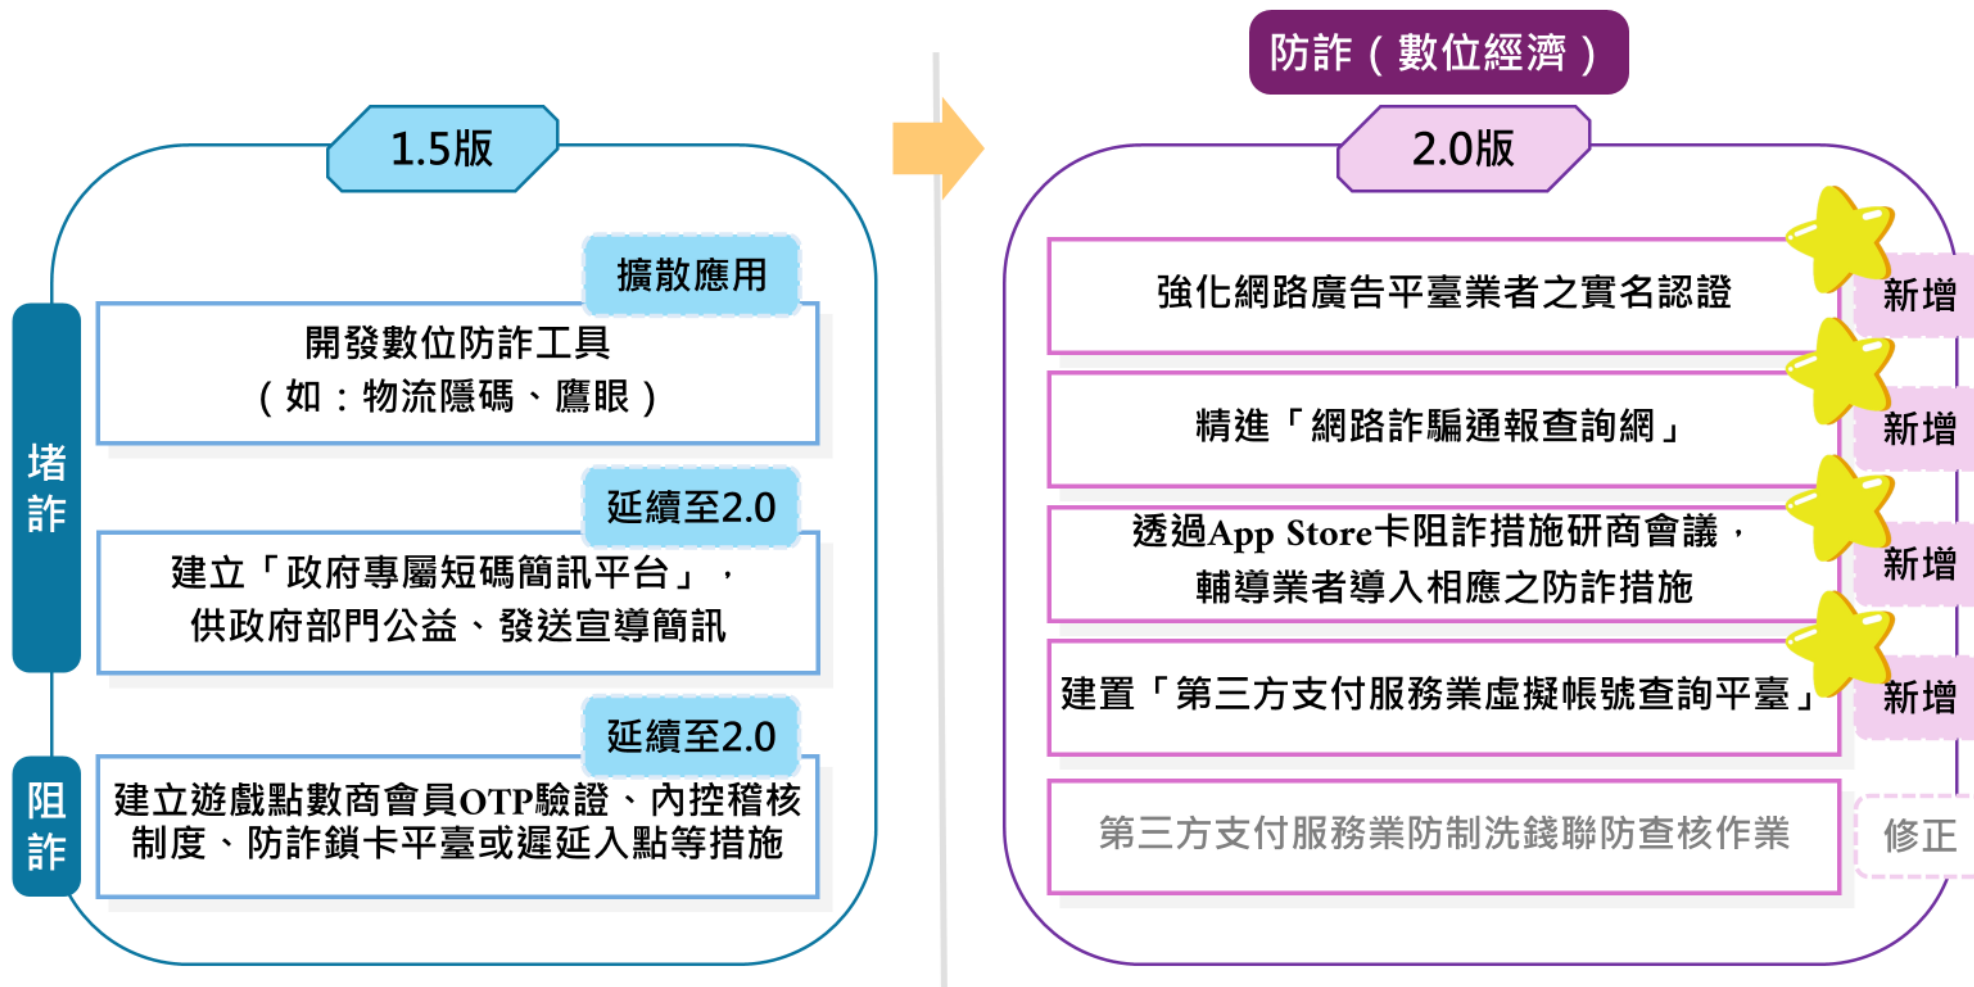 防詐（數位經濟）
1.5版
堵詐
擴散應用
開發數位防詐工具
（如：物流隱碼、鷹眼）
延續至2.0
建立「政府專屬短碼簡訊平台」，
供政府部門公益、發送宣導簡訊
阻詐
延續至2.0
建立遊戲點數商會員OTP驗證、內控稽核
制度、防詐鎖卡平臺或遲延入點等措施
2.0版
強化網路廣告平臺業者之實名認證
新增
精進「網路詐騙通報查詢網」
新增
透過App Store卡阻詐措施研商會議，
輔導業者導入相應之防詐措施
新增
建置「第三方支付服務業虛擬帳號查詢平臺」
新增
第三方支付服務業防制洗錢聯防查核作業
修正